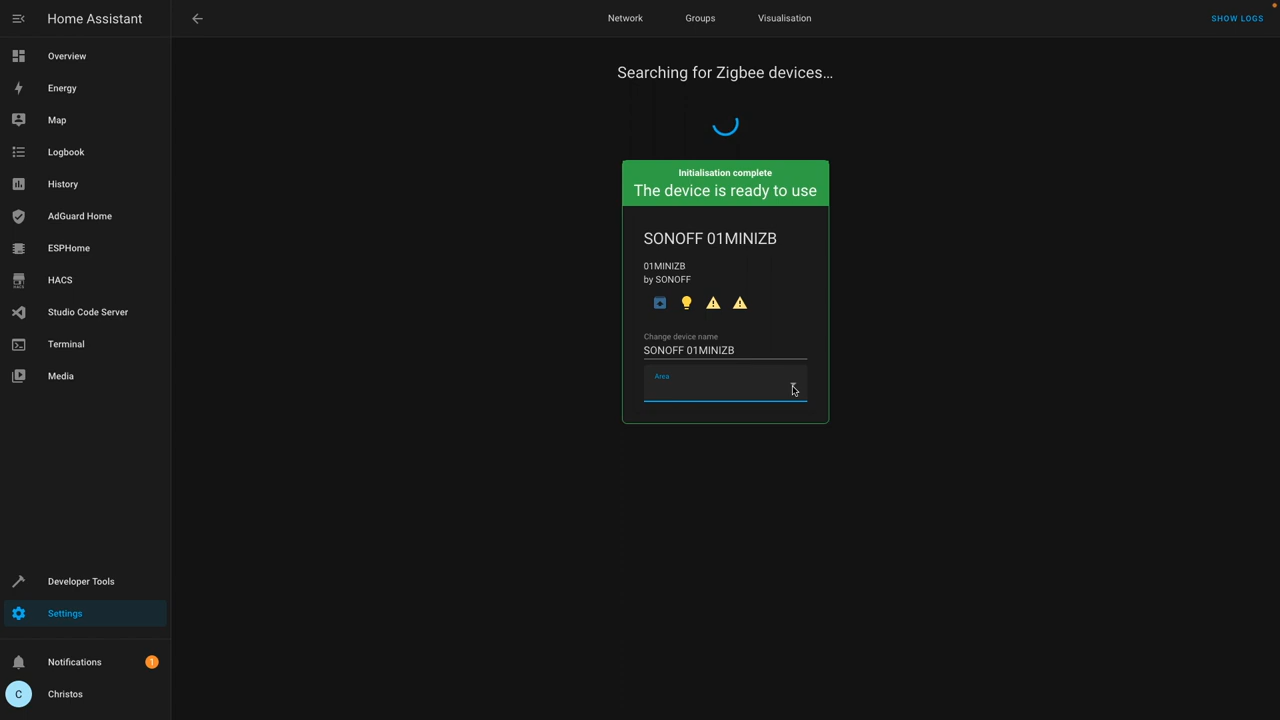 Home Assistant
Network
Groups
Visualisation
SHOW LOGS
Overview
Energy
Map
Logbook
History
AdGuard Home
ESPHome
HACS
HACS
Studio Code Server
Terminal
Media
Developer Tools
Settings
Notifications
1
C
Christos
Searching for Zigbee devices…
Initialisation complete
The device is ready to use
SONOFF 01MINIZB
01MINIZB
by SONOFF
Change device name
SONOFF 01MINIZB
Area